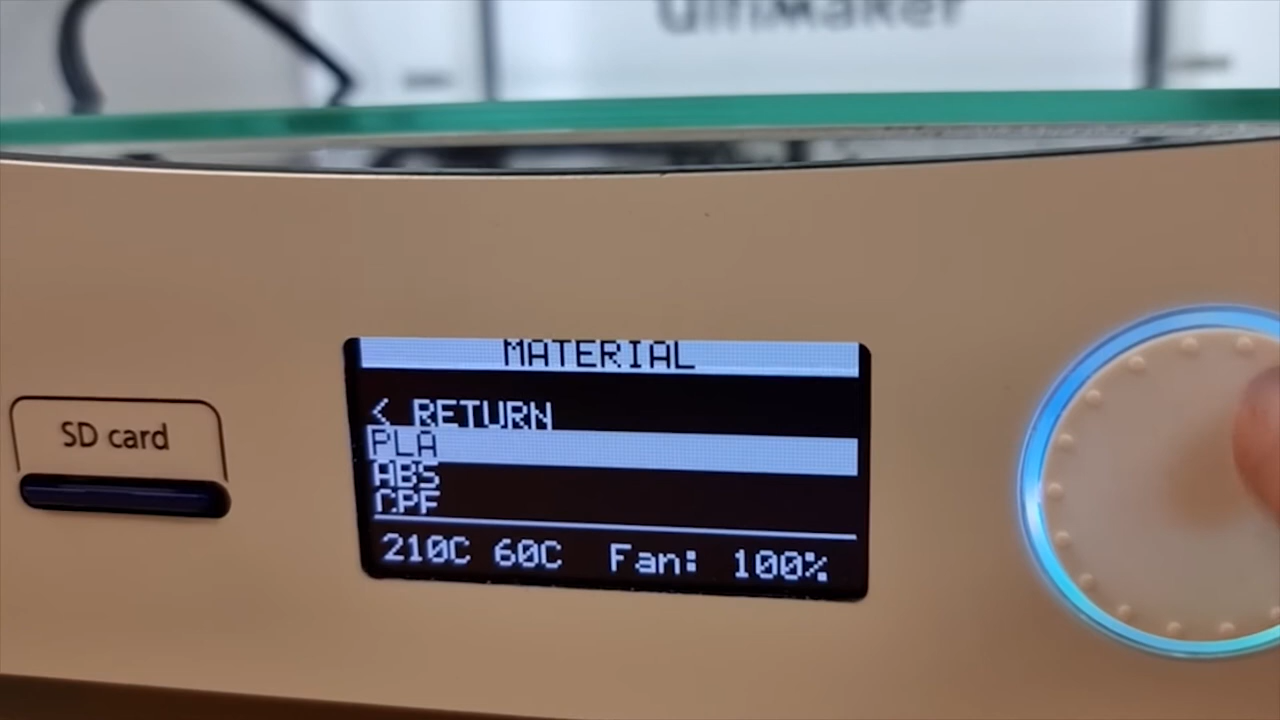 Ultimaker
SD card
MATERIAL
< RETURN
PLA
ABS
CPE
210C 60C Fan: 100%